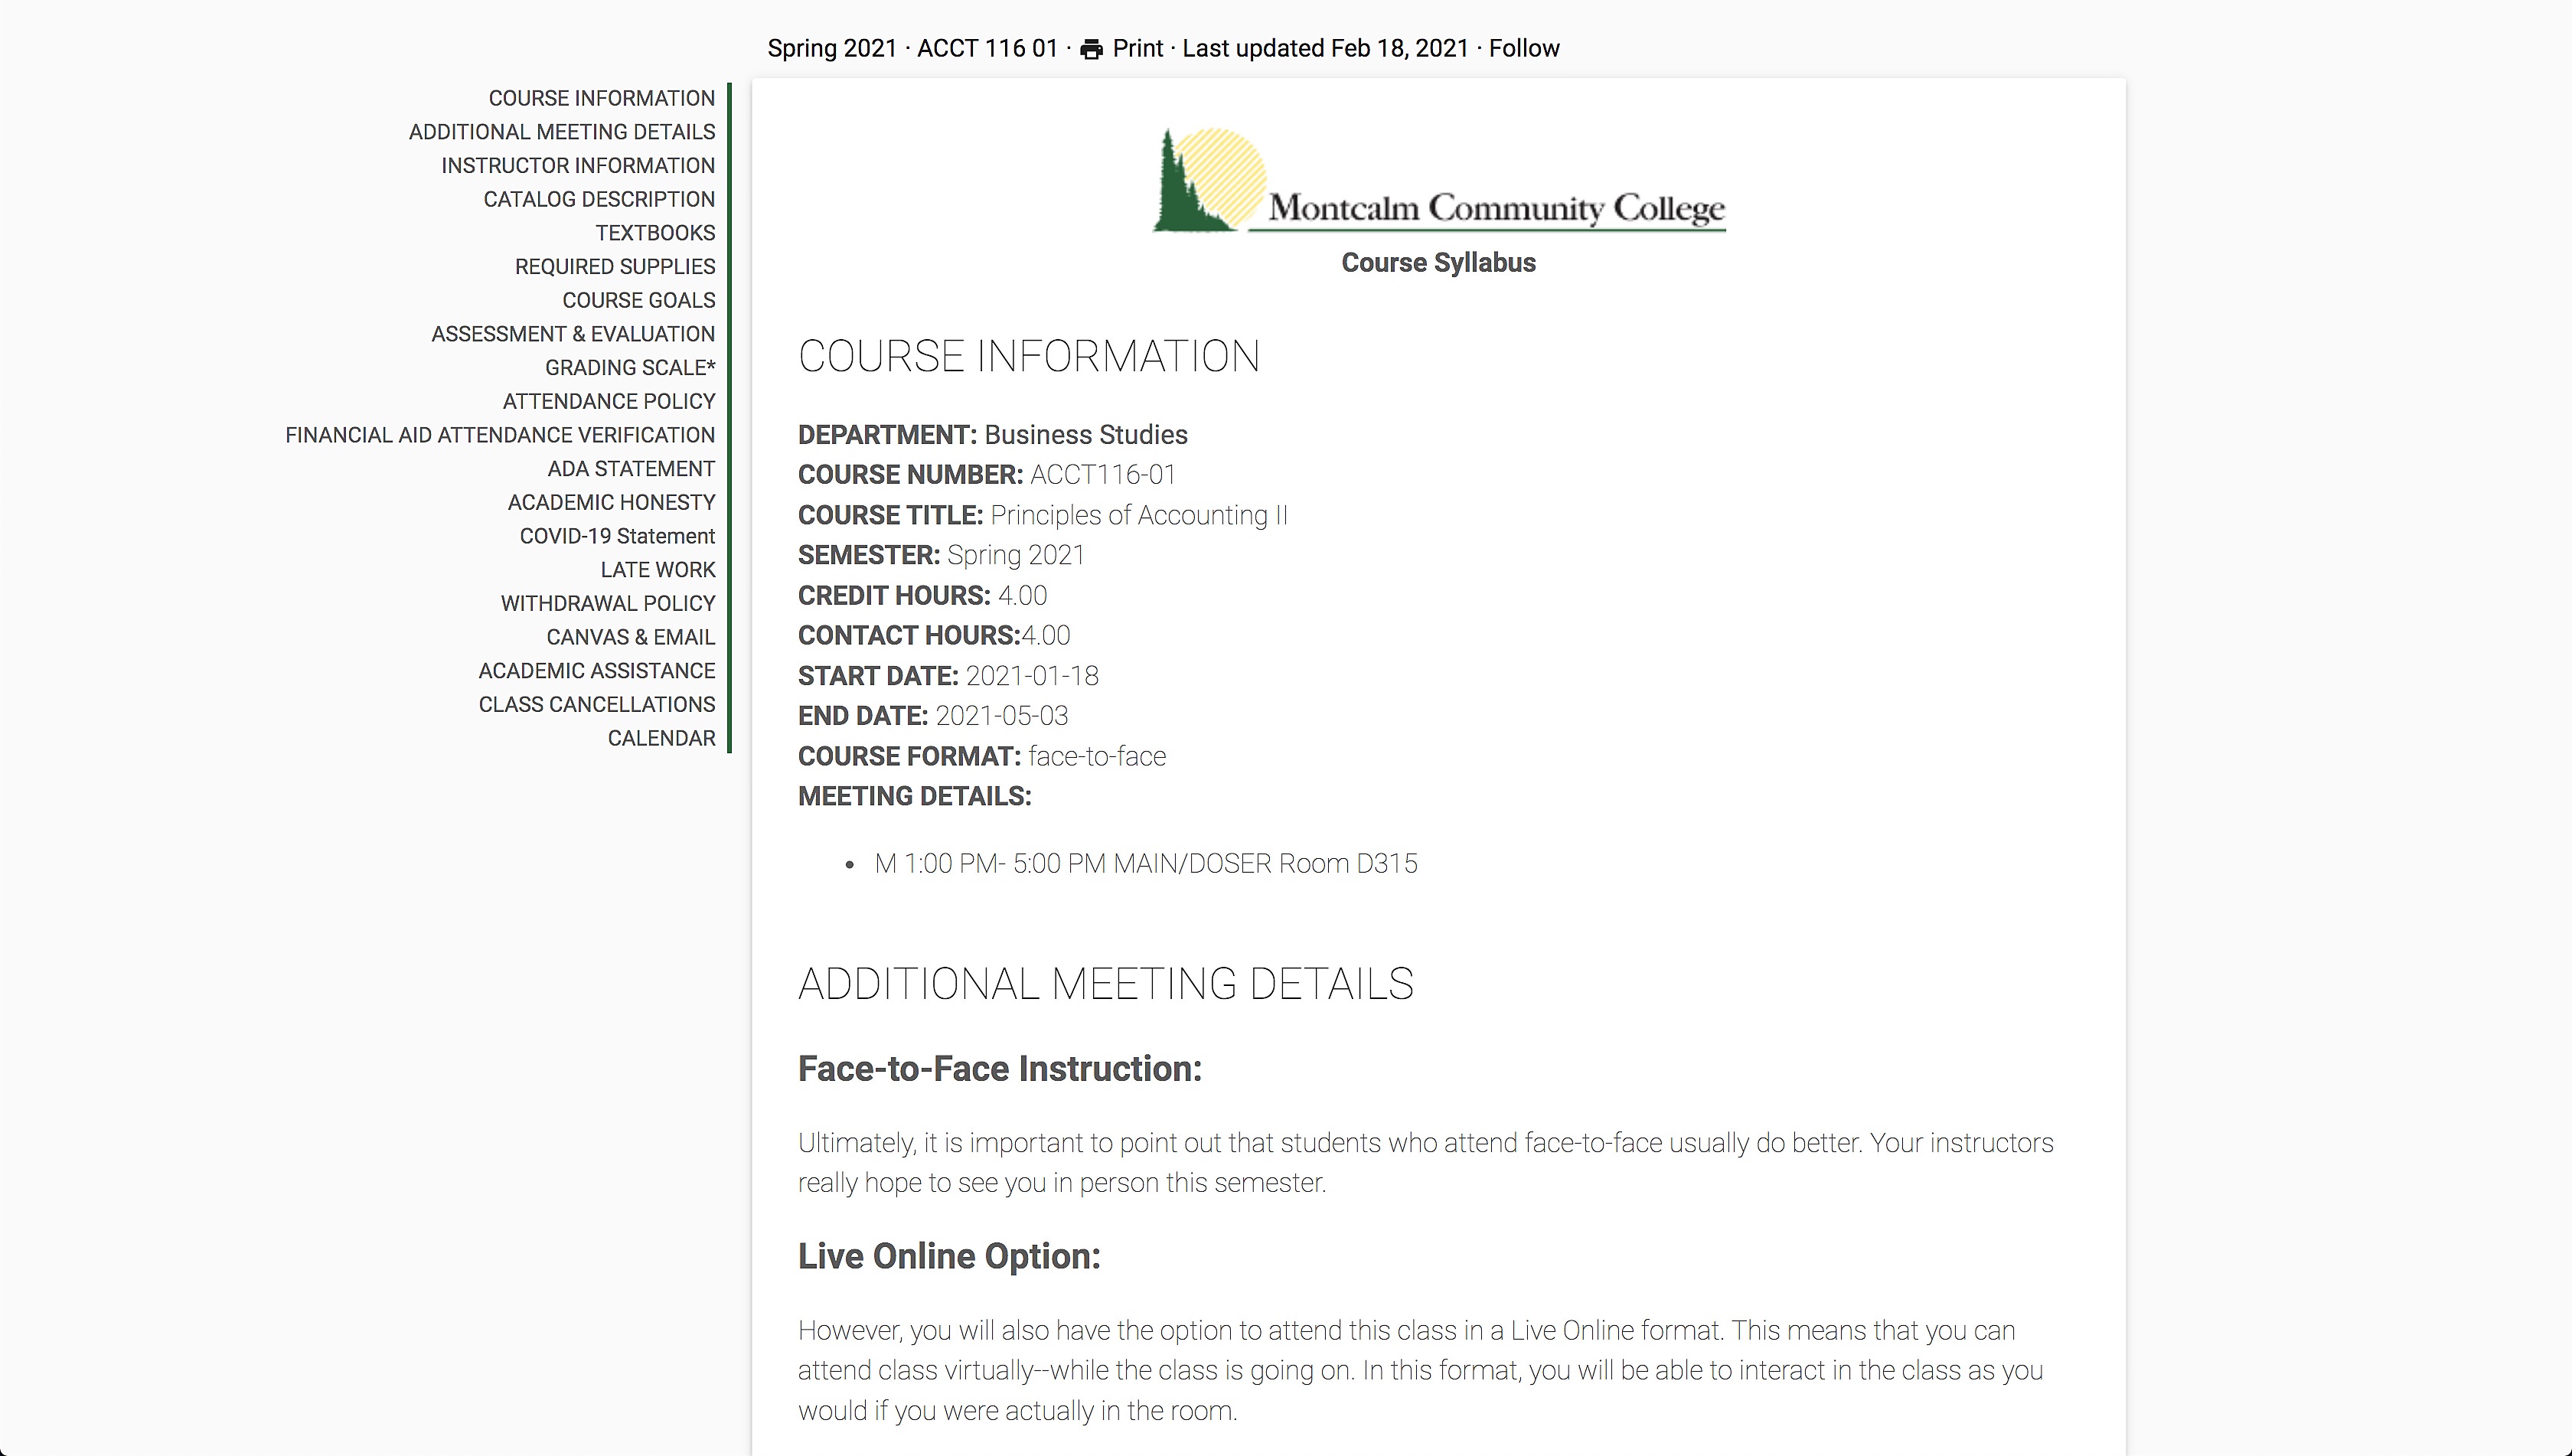 Spring 2021 · ACCT 116 01 · Print · Last updated Feb 18, 2021 · Follow
COURSE INFORMATION
ADDITIONAL MEETING DETAILS
INSTRUCTOR INFORMATION
CATALOG DESCRIPTION
TEXTBOOKS
REQUIRED SUPPLIES
COURSE GOALS
ASSESSMENT & EVALUATION
GRADING SCALE*
ATTENDANCE POLICY
FINANCIAL AID ATTENDANCE VERIFICATION
ADA STATEMENT
ACADEMIC HONESTY
COVID-19 Statement
LATE WORK
WITHDRAWAL POLICY
CANVAS & EMAIL
ACADEMIC ASSISTANCE
CLASS CANCELLATIONS
CALENDAR
Montcalm Community College
Course Syllabus
COURSE INFORMATION
DEPARTMENT: Business Studies
COURSE NUMBER: ACCT116-01
COURSE TITLE: Principles of Accounting II
SEMESTER: Spring 2021
CREDIT HOURS: 4.00
CONTACT HOURS:4.00
START DATE: 2021-01-18
END DATE: 2021-05-03
COURSE FORMAT: face-to-face
MEETING DETAILS:
• M 1:00 PM- 5:00 PM MAIN/DOSER Room D315
ADDITIONAL MEETING DETAILS
Face-to-Face Instruction:
Ultimately, it is important to point out that students who attend face-to-face usually do better. Your instructors
really hope to see you in person this semester.
Live Online Option:
However, you will also have the option to attend this class in a Live Online format. This means that you can
attend class virtually--while the class is going on. In this format, you will be able to interact in the class as you
would if you were actually in the room.